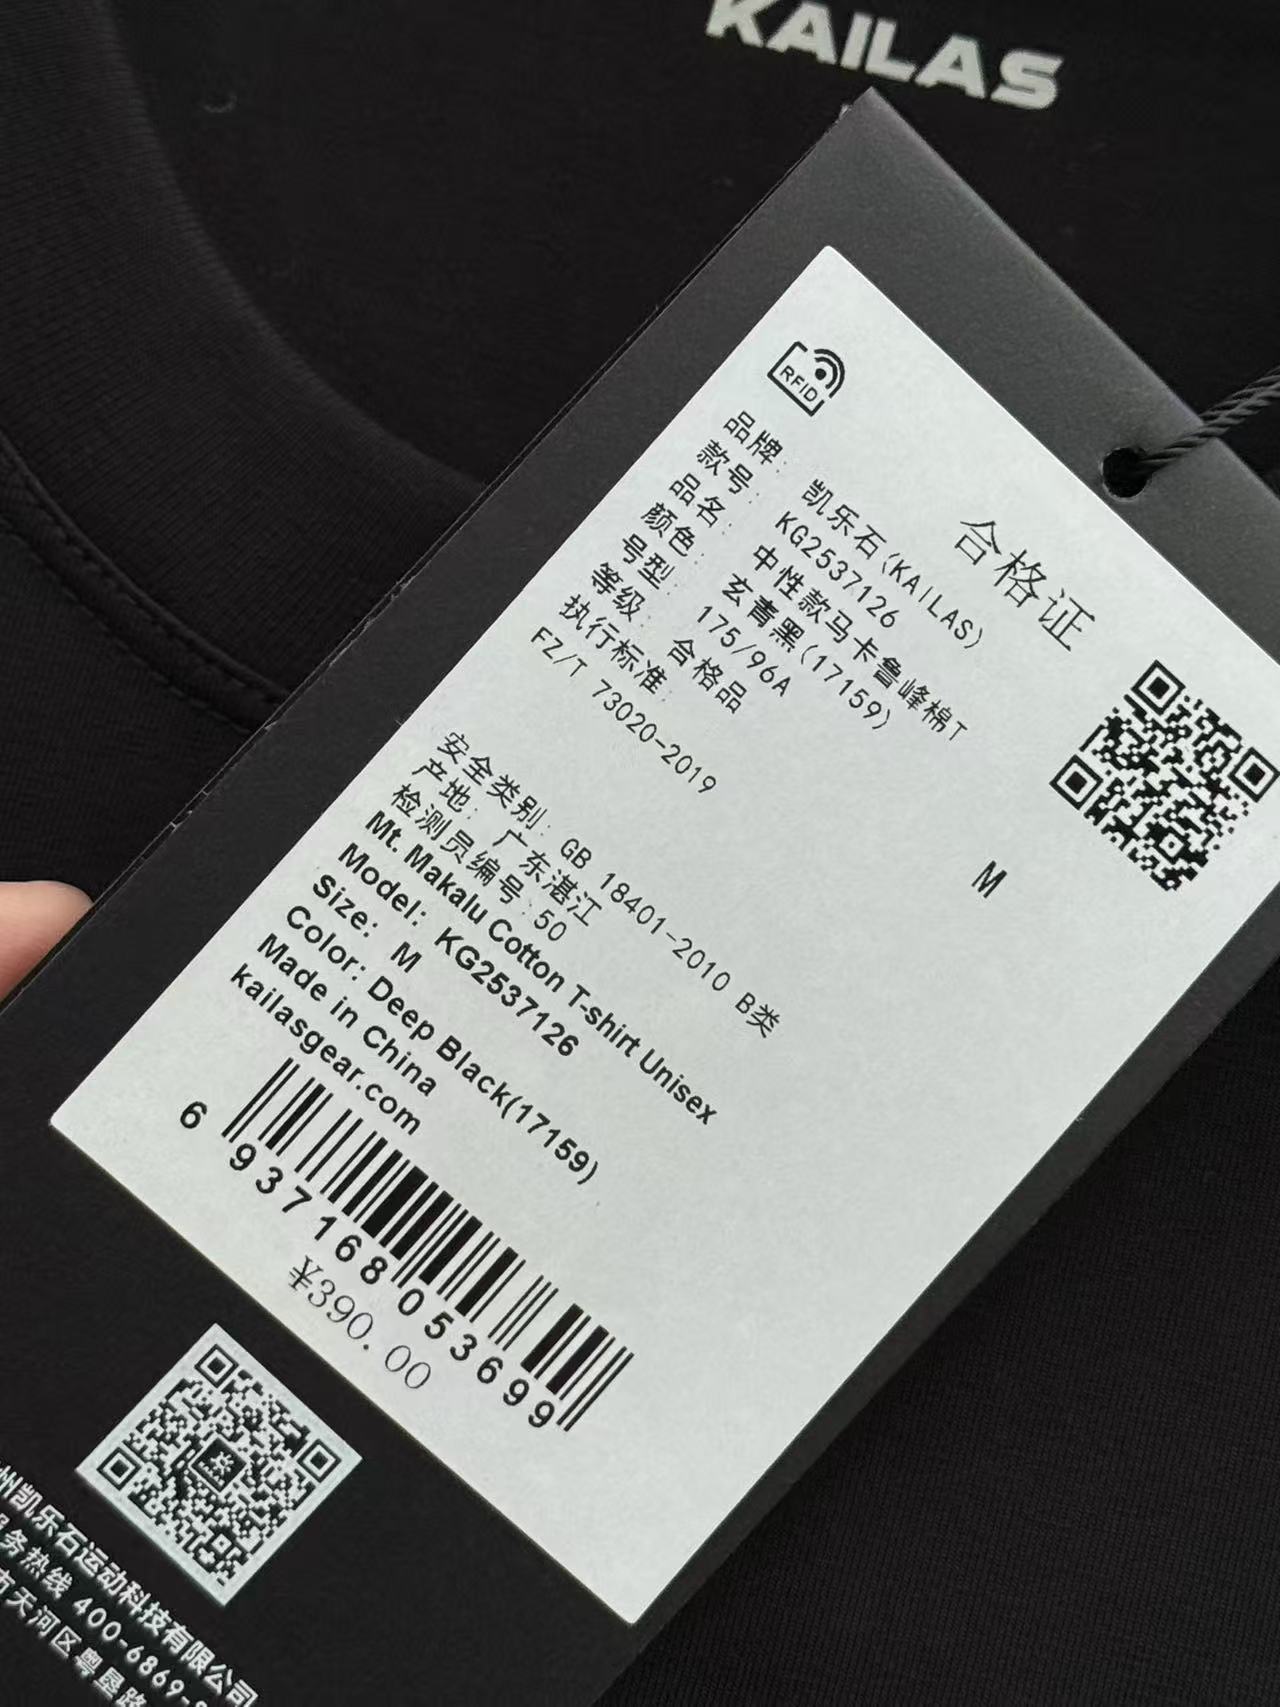 KAILAS
RFID
合格证
品牌: 凯乐石(KAILAS)
款号: KG2537126
品名: 中性款马卡鲁峰棉T
颜色: 玄青黑(17159)
号型: 175/96A
M
等级: 合格品
执行标准:
FZ/T 73020-2019
安全类别: GB 18401-2010 B类
产地: 广东湛江
检测员编号:50
Mt. Makalu Cotton T-shirt Unisex
Model: KG2537126
Size: M
Color: Deep Black(17159)
Made in China
kailasgear.com
6 937168 053699
¥390.00
州凯乐石运动科技有限公司
务热线 400-6869-
市天河区粤垦路